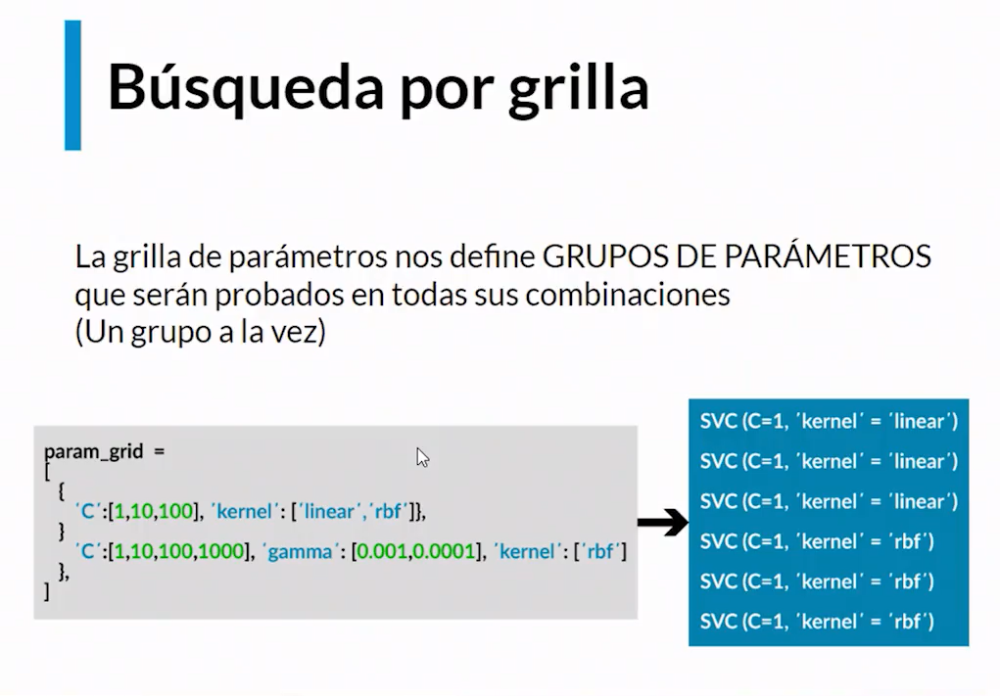 Búsqueda por grilla
La grilla de parámetros nos define GRUPOS DE PARÁMETROS
que serán probados en todas sus combinaciones
(Un grupo a la vez)
param_grid =
[
{
´C´:[1,10,100], ´kernel´: [´linear´,´rbf´]},
}
´C´:[1,10,100,1000], ´gamma´: [0.001,0.0001], ´kernel´: [´rbf´]
},
]
SVC (C=1, ´kernel´ = ´linear´)
SVC (C=1, ´kernel´ = ´linear´)
SVC (C=1, ´kernel´ = ´linear´)
SVC (C=1, ´kernel´ = ´rbf´)
SVC (C=1, ´kernel´ = ´rbf´)
SVC (C=1, ´kernel´ = ´rbf´)